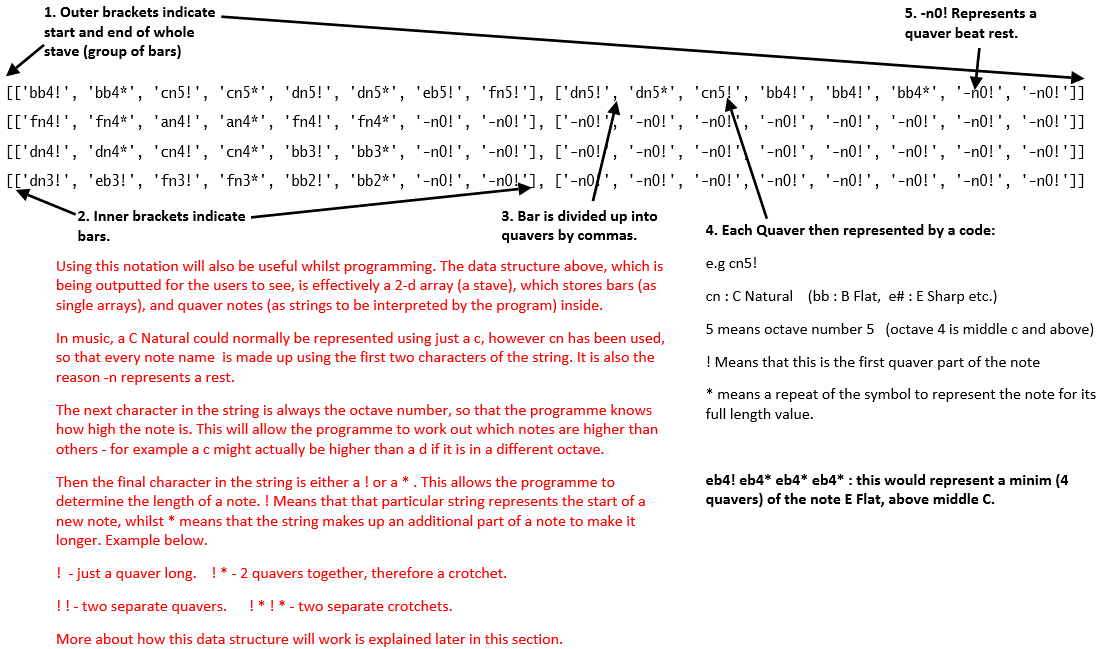 1. Outer brackets indicate
start and end of whole
stave (group of bars)
5. -n0! Represents a
quaver beat rest.
[['bb4!', 'bb4*', 'cn5!', 'cn5*', 'dn5!', 'dn5*', 'eb5!', 'fn5!'], ['dn5!', 'dn5*', 'cn5!', 'bb4!', 'bb4!', 'bb4*', '-n0!', '-n0!']]
[['fn4!', 'fn4*', 'an4!', 'an4*', 'fn4!', 'fn4*', '-n0!', '-n0!'], ['-n0!', '-n0!', '-n0!', '-n0!', '-n0!', '-n0!', '-n0!', '-n0!']]
[['dn4!', 'dn4*', 'cn4!', 'cn4*', 'bb3!', 'bb3*', '-n0!', '-n0!'], ['-n0!', '-n0!', '-n0!', '-n0!', '-n0!', '-n0!', '-n0!', '-n0!']]
[['dn3!', 'eb3!', 'fn3!', 'fn3*', 'bb2!', 'bb2*', '-n0!', '-n0!'], ['-n0!', '-n0!', '-n0!', '-n0!', '-n0!', '-n0!', '-n0!', '-n0!']]
2. Inner brackets indicate
bars.
3. Bar is divided up into
quavers by commas.
4. Each Quaver then represented by a code:
e.g cn5!
cn : C Natural (bb : B Flat, e# : E Sharp etc.)
5 means octave number 5 (octave 4 is middle c and above)
! Means that this is the first quaver part of the note
* means a repeat of the symbol to represent the note for its
full length value.
eb4! eb4* eb4* eb4* : this would represent a minim (4
quavers) of the note E Flat, above middle C.
Using this notation will also be useful whilst programming. The data structure above, which is
being outputted for the users to see, is effectively a 2-d array (a stave), which stores bars (as
single arrays), and quaver notes (as strings to be interpreted by the program) inside.
In music, a C Natural could normally be represented using just a c, however cn has been used,
so that every note name is made up using the first two characters of the string. It is also the
reason -n represents a rest.
The next character in the string is always the octave number, so that the programme knows
how high the note is. This will allow the programme to work out which notes are higher than
others - for example a c might actually be higher than a d if it is in a different octave.
Then the final character in the string is either a ! or a * . This allows the programme to
determine the length of a note. ! Means that that particular string represents the start of a
new note, whilst * means that the string makes up an additional part of a note to make it
longer. Example below.
! - just a quaver long. ! * - 2 quavers together, therefore a crotchet.
! ! - two separate quavers. ! * ! * - two separate crotchets.
More about how this data structure will work is explained later in this section.